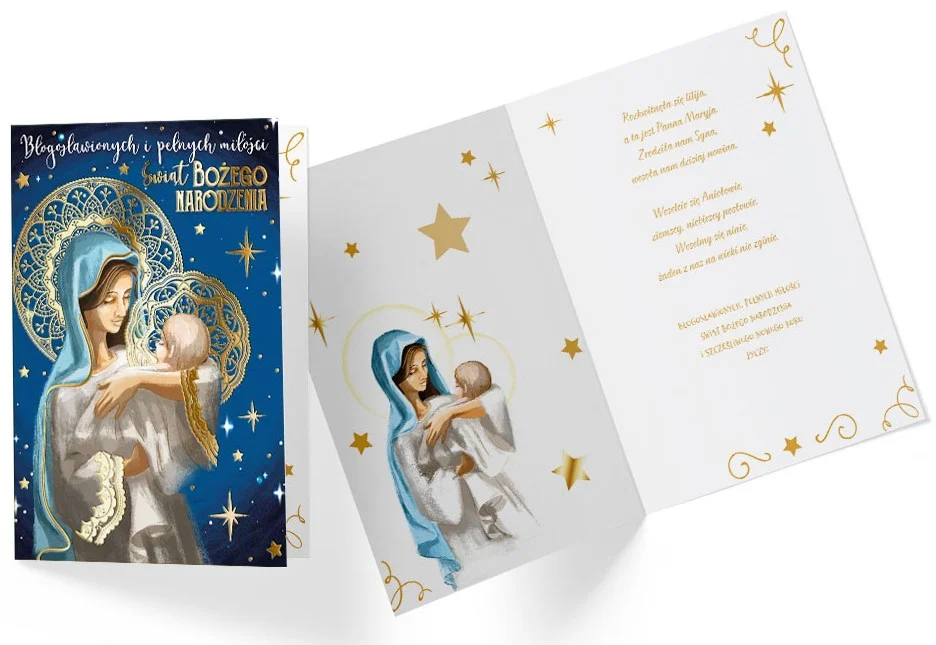 Błogosławionych i pełnych miłości
Świąt BOŻEGO
NARODZENIA
Rozkwitnęła się lilija,
a ta jest Panna Maryja.
Zrodziła nam Syna,
wesoła nam dzisiaj nowina.
Weselcie się Aniołowie,
ziemscy, niebiescy posłowie.
Weselmy się ninie,
żaden z nas na wieki nie zginie.
BŁOGOSŁAWIONYCH, PEŁNYCH MIŁOŚCI
ŚWIĄT BOŻEGO NARODZENIA
I SZCZĘŚLIWEGO NOWEGO ROKU
ŻYCZY: